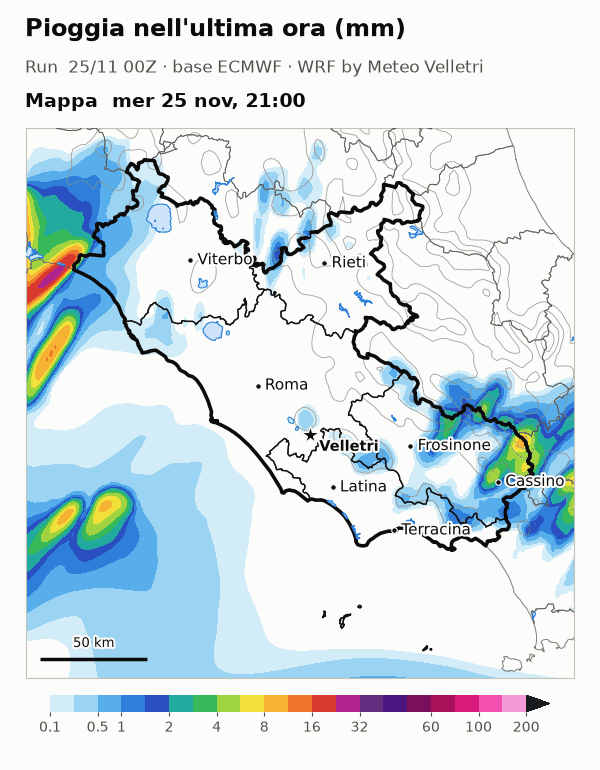 Pioggia nell'ultima ora (mm)
Run  25/11 00Z · base ECMWF · WRF by Meteo Velletri
Mappa  mer 25 nov, 21:00
Viterbo
Rieti
Roma
Velletri
Frosinone
Cassino
Latina
Terracina
50 km
0.1 0.5 1 2 4 8 16 32 60 100 200